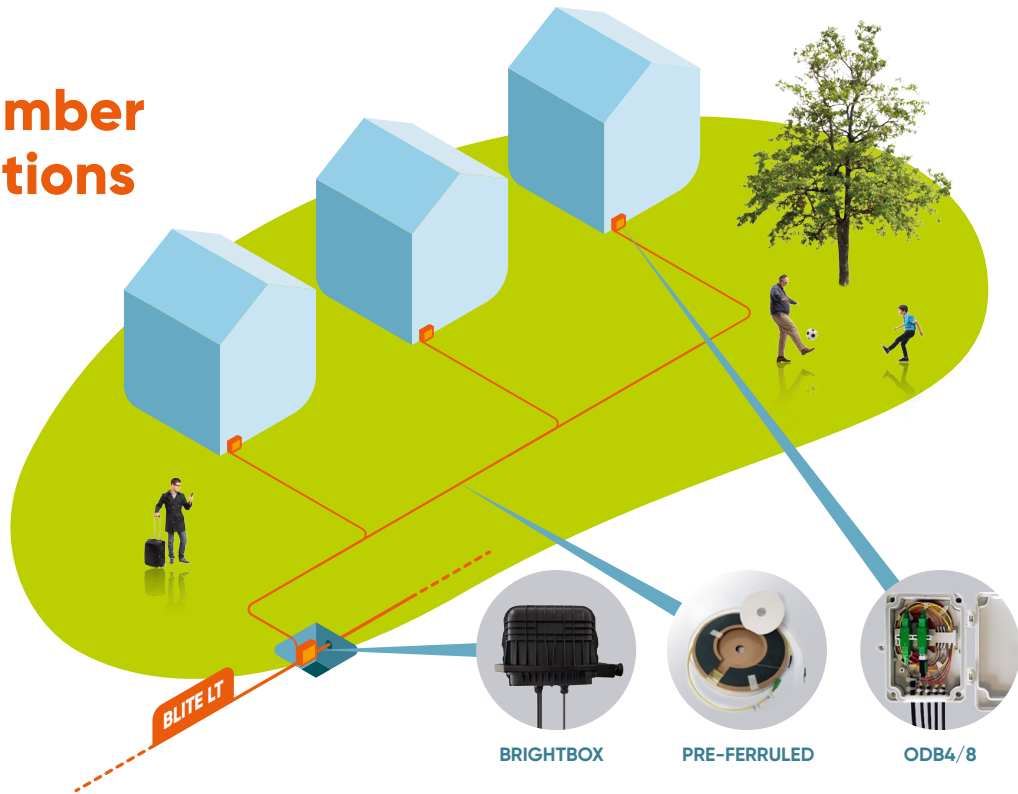 mber
tions
BLITE LT
BRIGHTBOX
PRE-FERRULED
ODB4/8